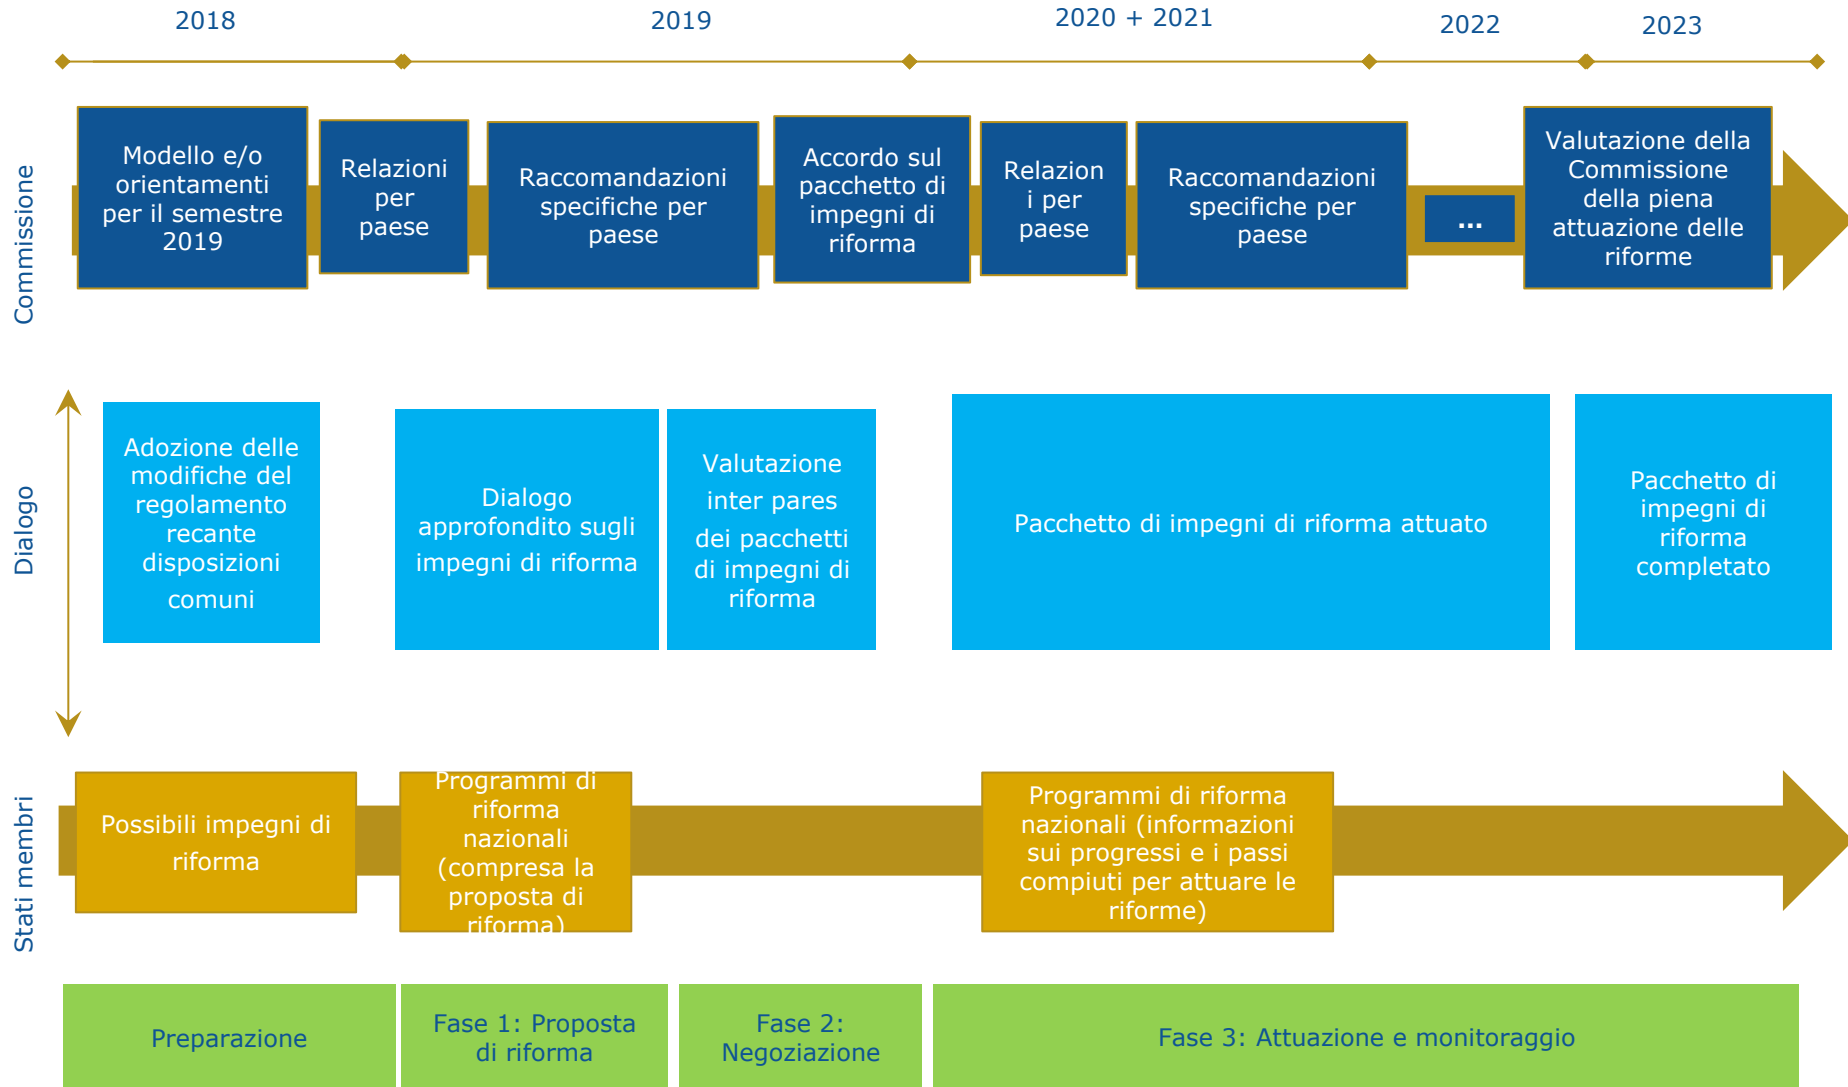 2018
2019
2020 + 2021
2022
2023
Commissione
Modello e/o
orientamenti
per il semestre
2019
Relazioni
per
paese
Raccomandazioni
specifiche per
paese
Accordo sul
pacchetto di
impegni di
riforma
Relazion
i per
paese
Raccomandazioni
specifiche per
paese
...
Valutazione della
Commissione
della piena
attuazione delle
riforme
Dialogo
Adozione delle
modifiche del
regolamento
recante
disposizioni
comuni
Dialogo
approfondito sugli
impegni di riforma
Valutazione
inter pares
dei pacchetti
di impegni di
riforma
Pacchetto di impegni di riforma attuato
Pacchetto di
impegni di
riforma
completato
Stati membri
Possibili impegni di
riforma
Programmi di
riforma
nazionali
(compresa la
proposta di
riforma)
Programmi di riforma
nazionali (informazioni
sui progressi e i passi
compiuti per attuare le
riforme)
Preparazione
Fase 1: Proposta
di riforma
Fase 2:
Negoziazione
Fase 3: Attuazione e monitoraggio